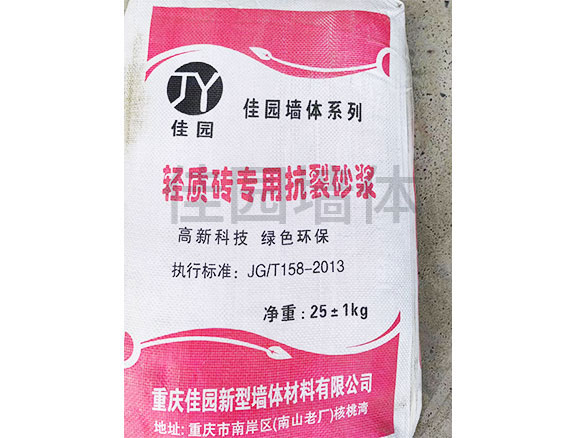 JY
佳园
佳园墙体系列
轻质砖专用抗裂砂浆
佳园墙体
高新科技 绿色环保
执行标准：JG/T158-2013
净重：25±1kg
重庆佳园新型墙体材料有限公司
地址：重庆市南岸区(南山老厂)核桃湾